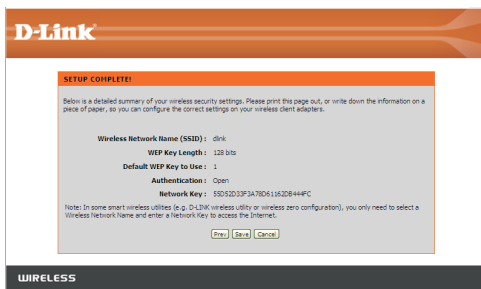 D-Link
SETUP COMPLETE!
Below is a detailed summary of your wireless security settings. Please print this page out, or write down the information on a
piece of paper, so you can configure the correct settings on your wireless client adapters.
Wireless Network Name (SSID) : dlink
WEP Key Length : 128 bits
Default WEP Key to Use : 1
Authentication : Open
Network Key : 55D52D33F3A78D61162DB444FC
Note: In some smart wireless utilities (e.g. D-LINK wireless utility or wireless zero configuration), you only need to select a
Wireless Network Name and enter a Network Key to access the Internet.
Prev Save Cancel
WIRELESS